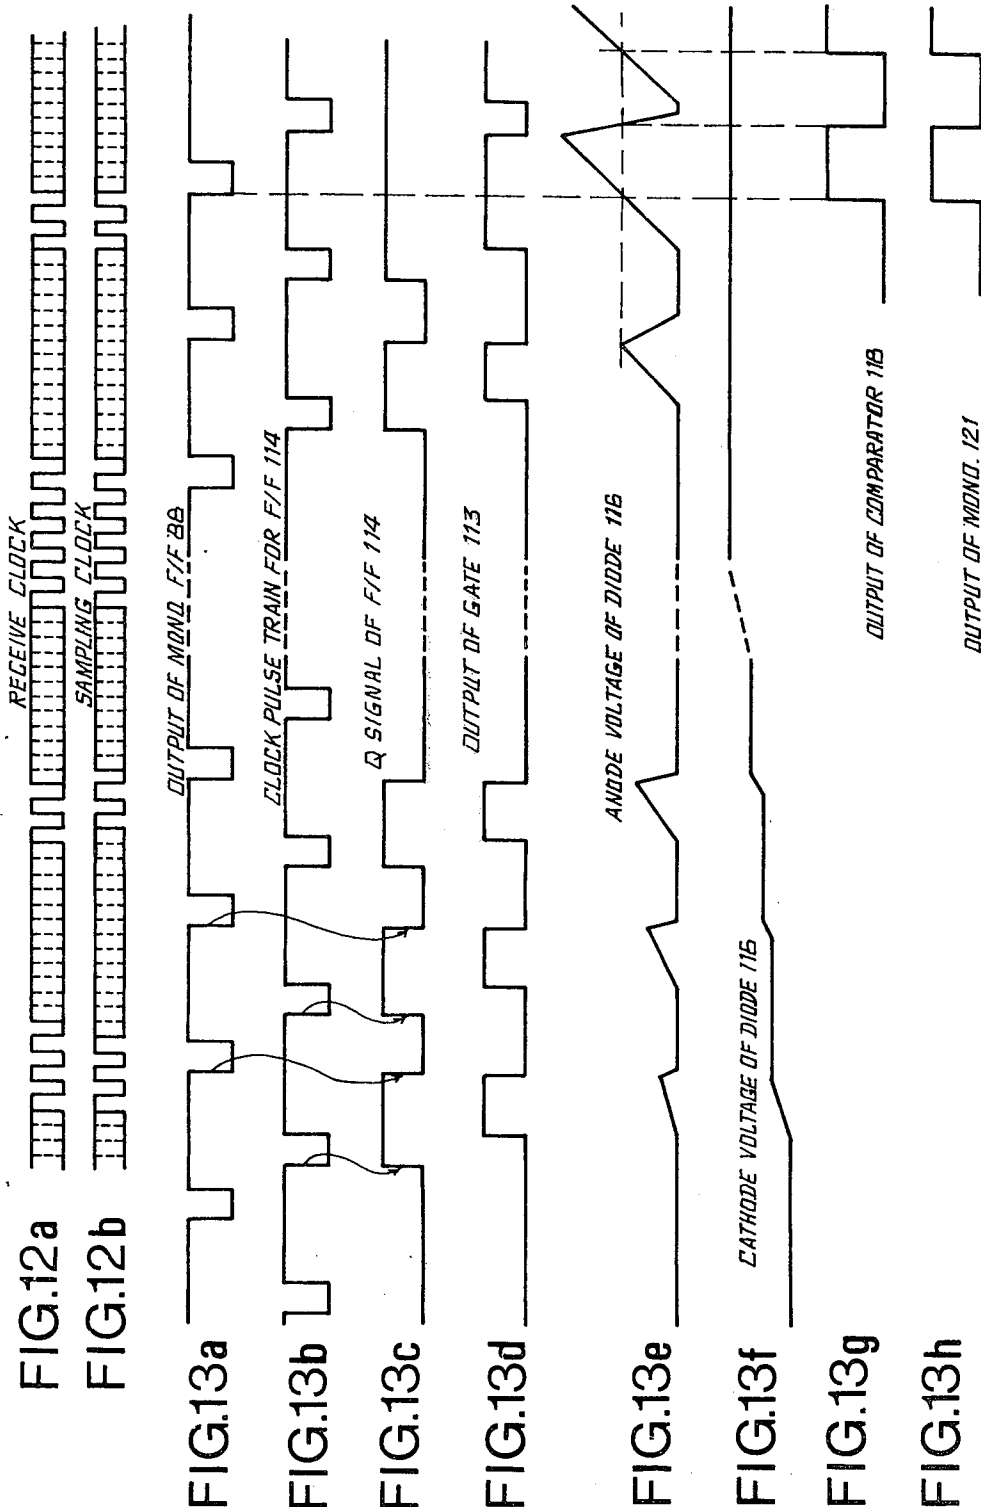 FIG.12a
RECEIVE CLOCK
FIG.12b
SAMPLING CLOCK
FIG.13a
OUTPUT OF MONO. F/F 88
FIG.13b
CLOCK PULSE TRAIN FOR F/F 114
FIG.13c
Q SIGNAL OF F/F 114
FIG.13d
OUTPUT OF GATE 113
FIG.13e
ANODE VOLTAGE OF DIODE 116
FIG.13f
CATHODE VOLTAGE OF DIODE 116
FIG.13g
OUTPUT OF COMPARATOR 118
FIG.13h
OUTPUT OF MONO. 121